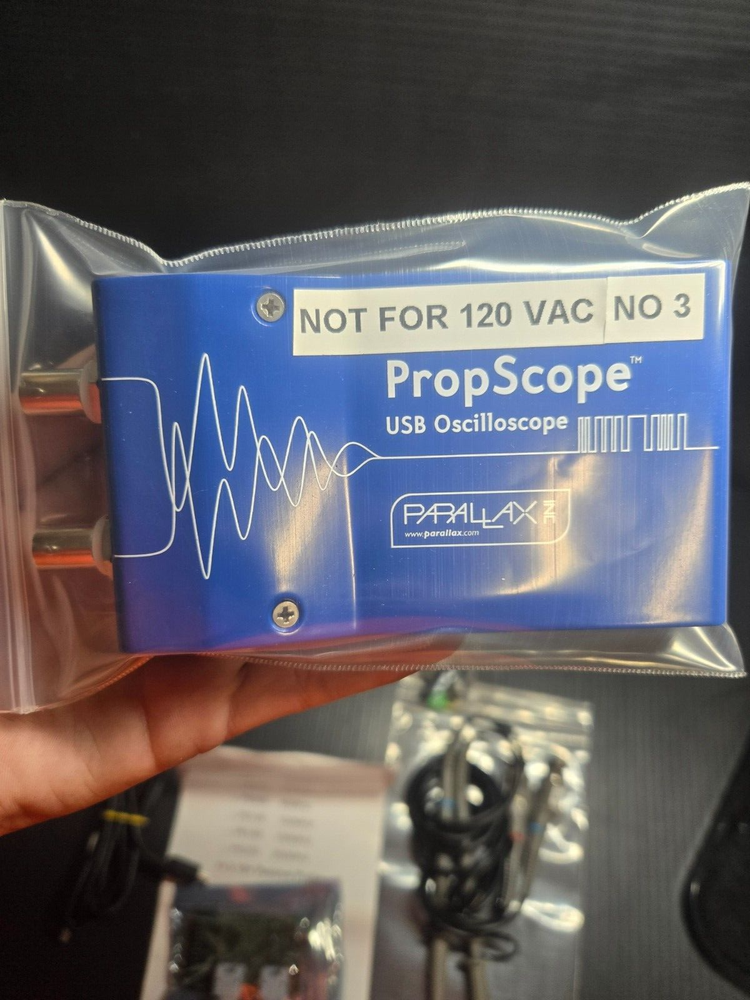 NOT FOR 120 VAC NO 3
PropScope™
USB Oscilloscope
PARALLAX INC
www.parallax.com